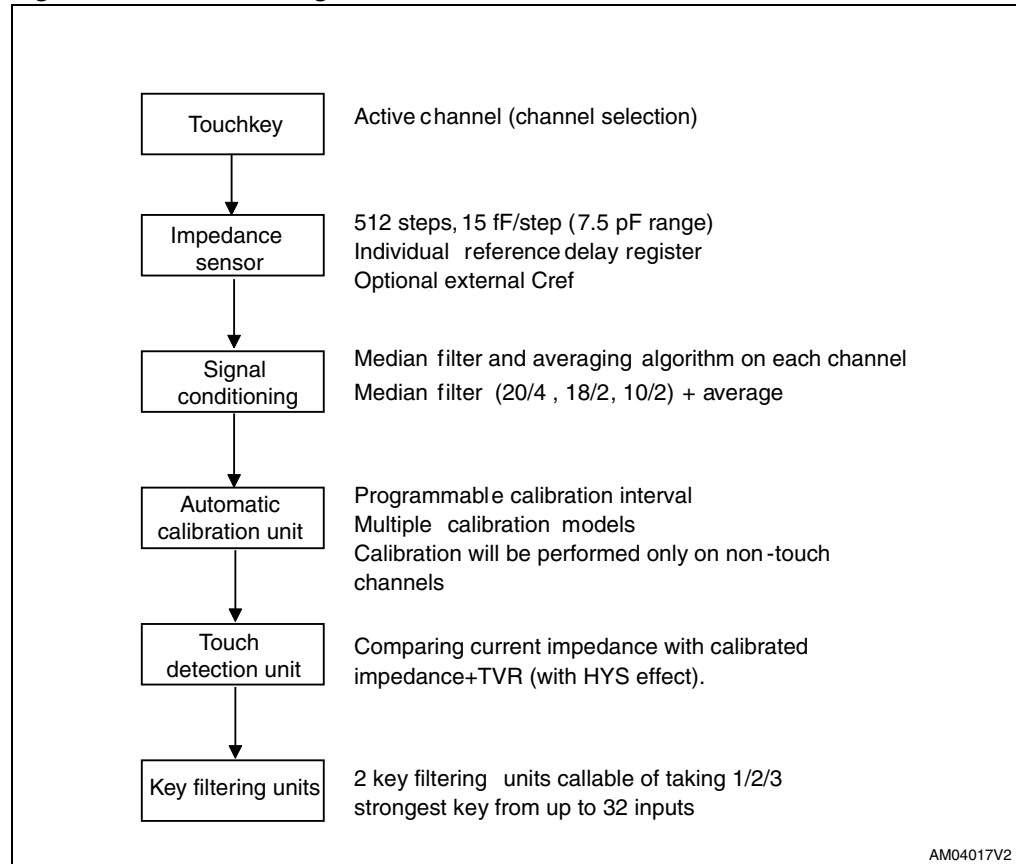 Touchkey
Active channel (channel selection)
Impedance
sensor
512 steps, 15 fF/step (7.5 pF range)
Individual reference delay register
Optional external Cref
Signal
conditioning
Median filter and averaging algorithm on each channel
Median filter (20/4 , 18/2, 10/2) + average
Automatic
calibration unit
Programmable calibration interval
Multiple calibration models
Calibration will be performed only on non-touch
channels
Touch
detection unit
Comparing current impedance with calibrated
impedance+TVR (with HYS effect).
Key filtering units
2 key filtering units callable of taking 1/2/3
strongest key from up to 32 inputs
AM04017V2